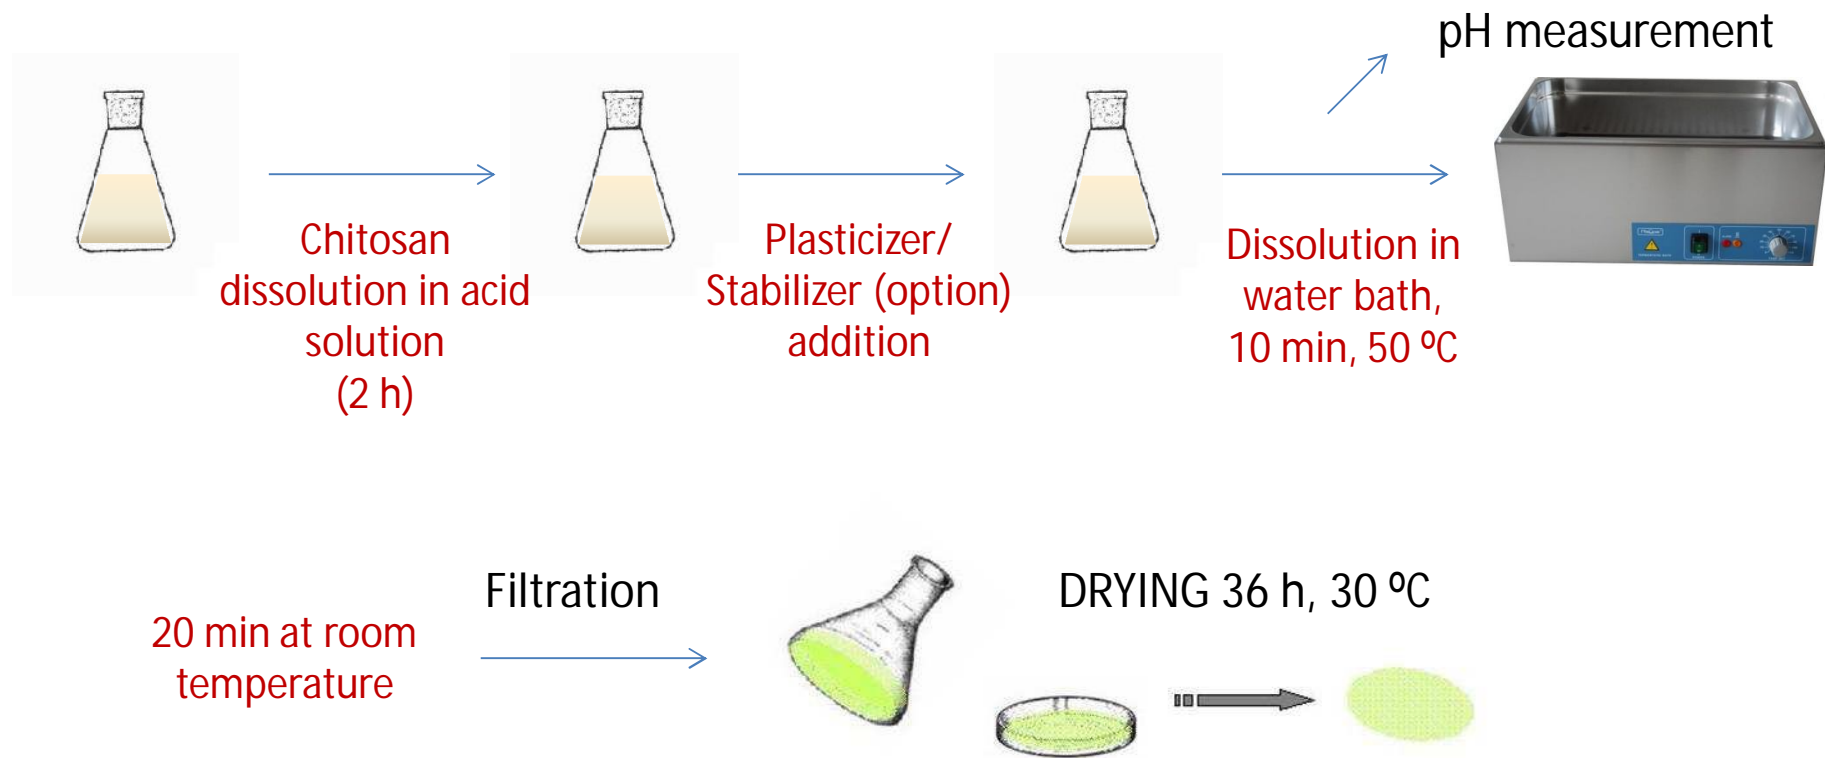 pH measurement
Chitosan
dissolution in acid
solution
(2 h)
Plasticizer/
Stabilizer (option)
addition
Dissolution in
water bath,
10 min, 50 ºC
20 min at room
temperature
Filtration
DRYING 36 h, 30 ºC